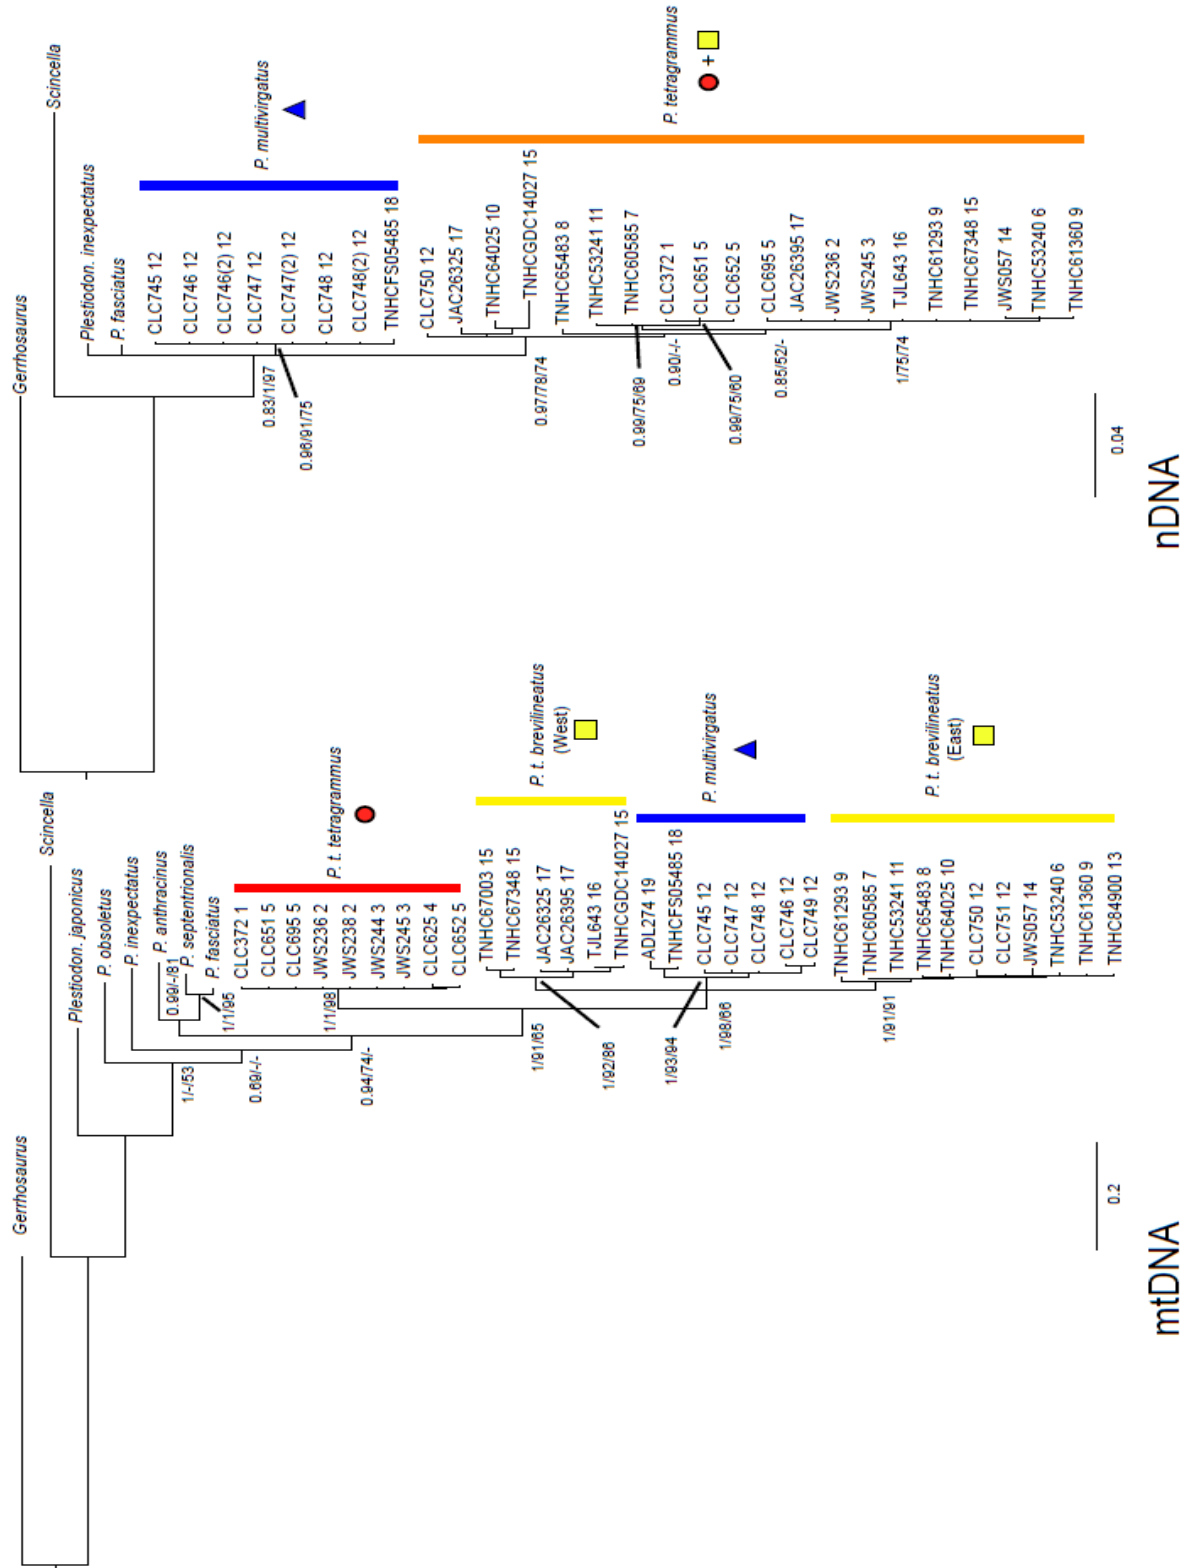 mtDNA
Gerrhosaurus
Scincella
Plestiodon. japonicus
P. obsoletus
P. inexpectatus
P. anthracinus
P. septentrionalis
P. fasciatus
CLC372 1
CLC651 5
CLC695 5
JWS236 2
JWS238 2
JWS244 3
JWS245 3
CLC625 4
CLC652 5
P. t. tetragrammus
TNHC67003 15
TNHC67348 15
JAC26325 17
JAC26395 17
TJL643 16
TNHCGDC14027 15
P. t. brevilineatus
(West)
ADL274 19
TNHCFS05485 18
CLC745 12
CLC747 12
CLC748 12
CLC746 12
CLC749 12
P. multivirgatus
TNHC61293 9
TNHC60585 7
TNHC53241 11
TNHC65483 8
TNHC64025 10
CLC750 12
CLC751 12
JWS057 14
TNHC53240 6
TNHC61360 9
TNHC84900 13
P. t. brevilineatus
(East)
1/-/53
0.99/-/81
1/1/95
0.69/-/-
1/1/98
0.94/74/-
1/91/65
1/92/86
1/93/94
1/98/66
1/91/91
0.2
nDNA
Gerrhosaurus
Scincella
Plestiodon. inexpectatus
P. fasciatus
CLC745 12
CLC746 12
CLC746(2) 12
CLC747 12
CLC747(2) 12
CLC748 12
CLC748(2) 12
TNHCFS05485 18
P. multivirgatus
CLC750 12
JAC26325 17
TNHC64025 10
TNHCGDC14027 15
TNHC65483 8
TNHC53241 11
TNHC60585 7
CLC372 1
CLC651 5
CLC652 5
CLC695 5
JAC26395 17
JWS236 2
JWS245 3
TJL643 16
TNHC61293 9
TNHC67348 15
JWS057 14
TNHC53240 6
TNHC61360 9
P. tetragrammus
+
0.83/1/97
0.96/91/75
0.97/78/74
0.99/75/69
0.90/-/-
0.99/75/60
0.85/52/-
1/75/74
0.04